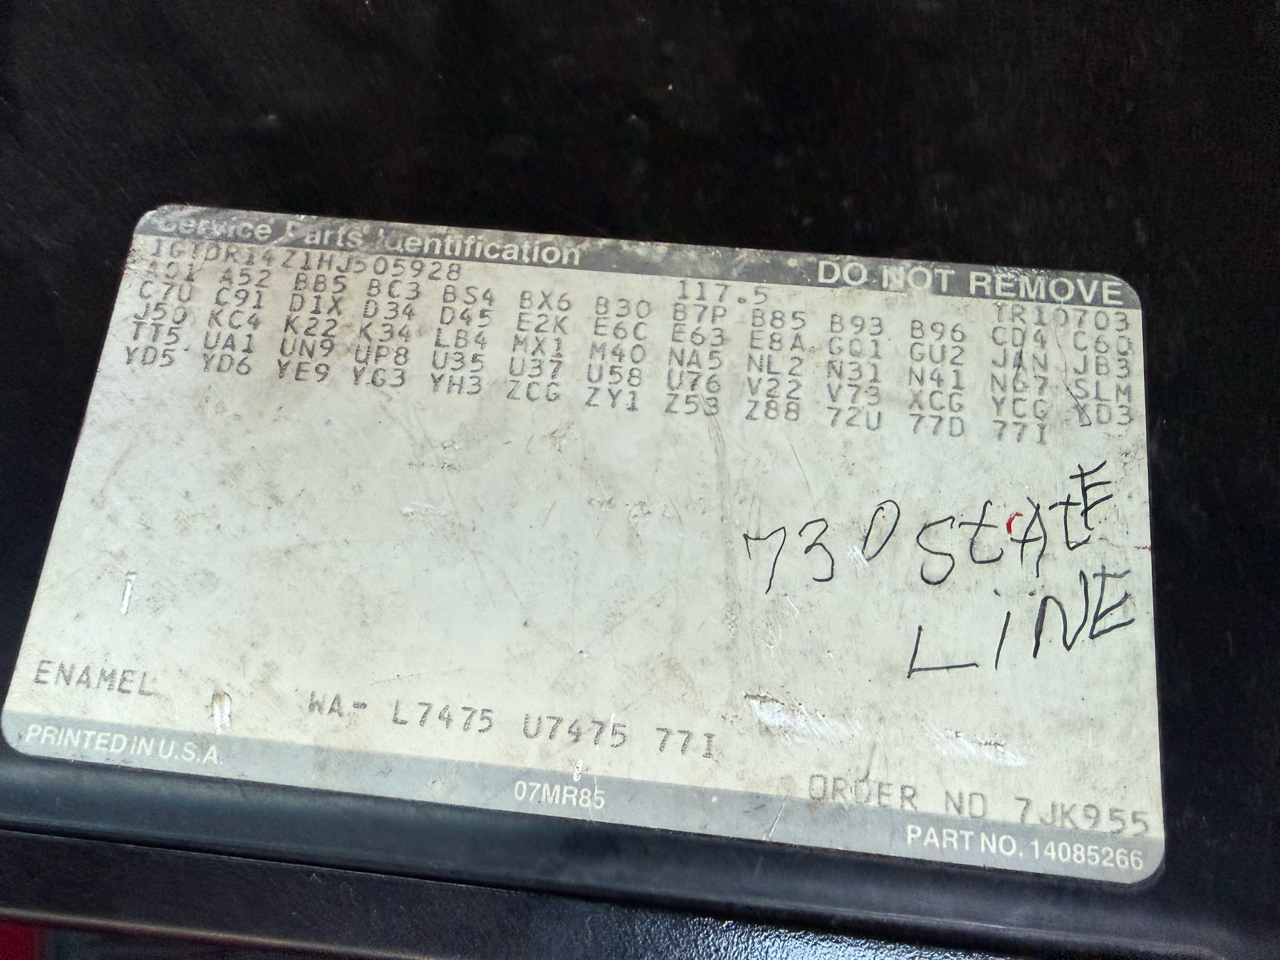 Service Parts Identification DO NOT REMOVE
1GTDR14Z1HJ505928 117.5 TR10703
A01 A52 BB5 BC3 BS4 BX6 B30 B7P B85 B93 B96 CD4 C60
C7U C91 D1X D34 D45 E2K E6C E63 E8A G01 GU2 JAN JB3
J50 KC4 K22 K34 LB4 MX1 M40 NA5 NL2 N31 N41 NG7 SLM
TT5 UA1 UN9 UP8 U35 U37 U58 U76 V22 V73 XCG YCG YD3
YD5 YD6 YE9 YG3 YH3 ZCG ZY1 Z53 Z88 72U 77D 77I
730 StAtE
LiNE
ENAMEL WA- L7475 U7475 77I
ORDER NO 7JK955
PRINTED IN U.S.A. 07MR85 PART NO. 14085266